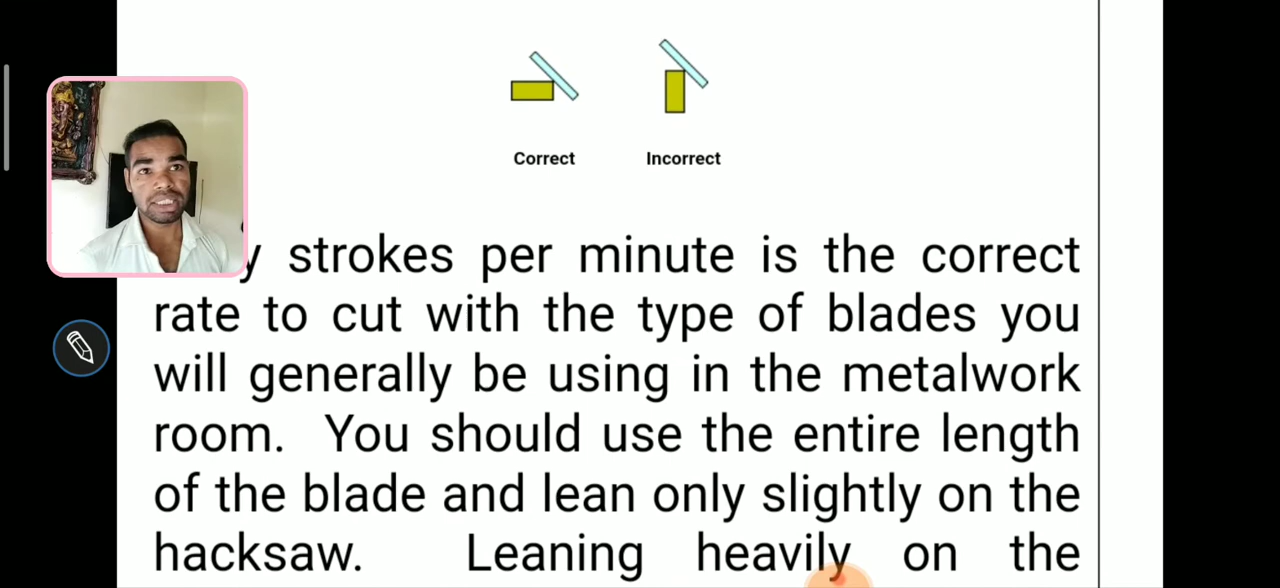 Correct Incorrect
strokes per minute is the correct
rate to cut with the type of blades you
will generally be using in the metalwork
room. You should use the entire length
of the blade and lean only slightly on the
hacksaw. Leaning heavily on the